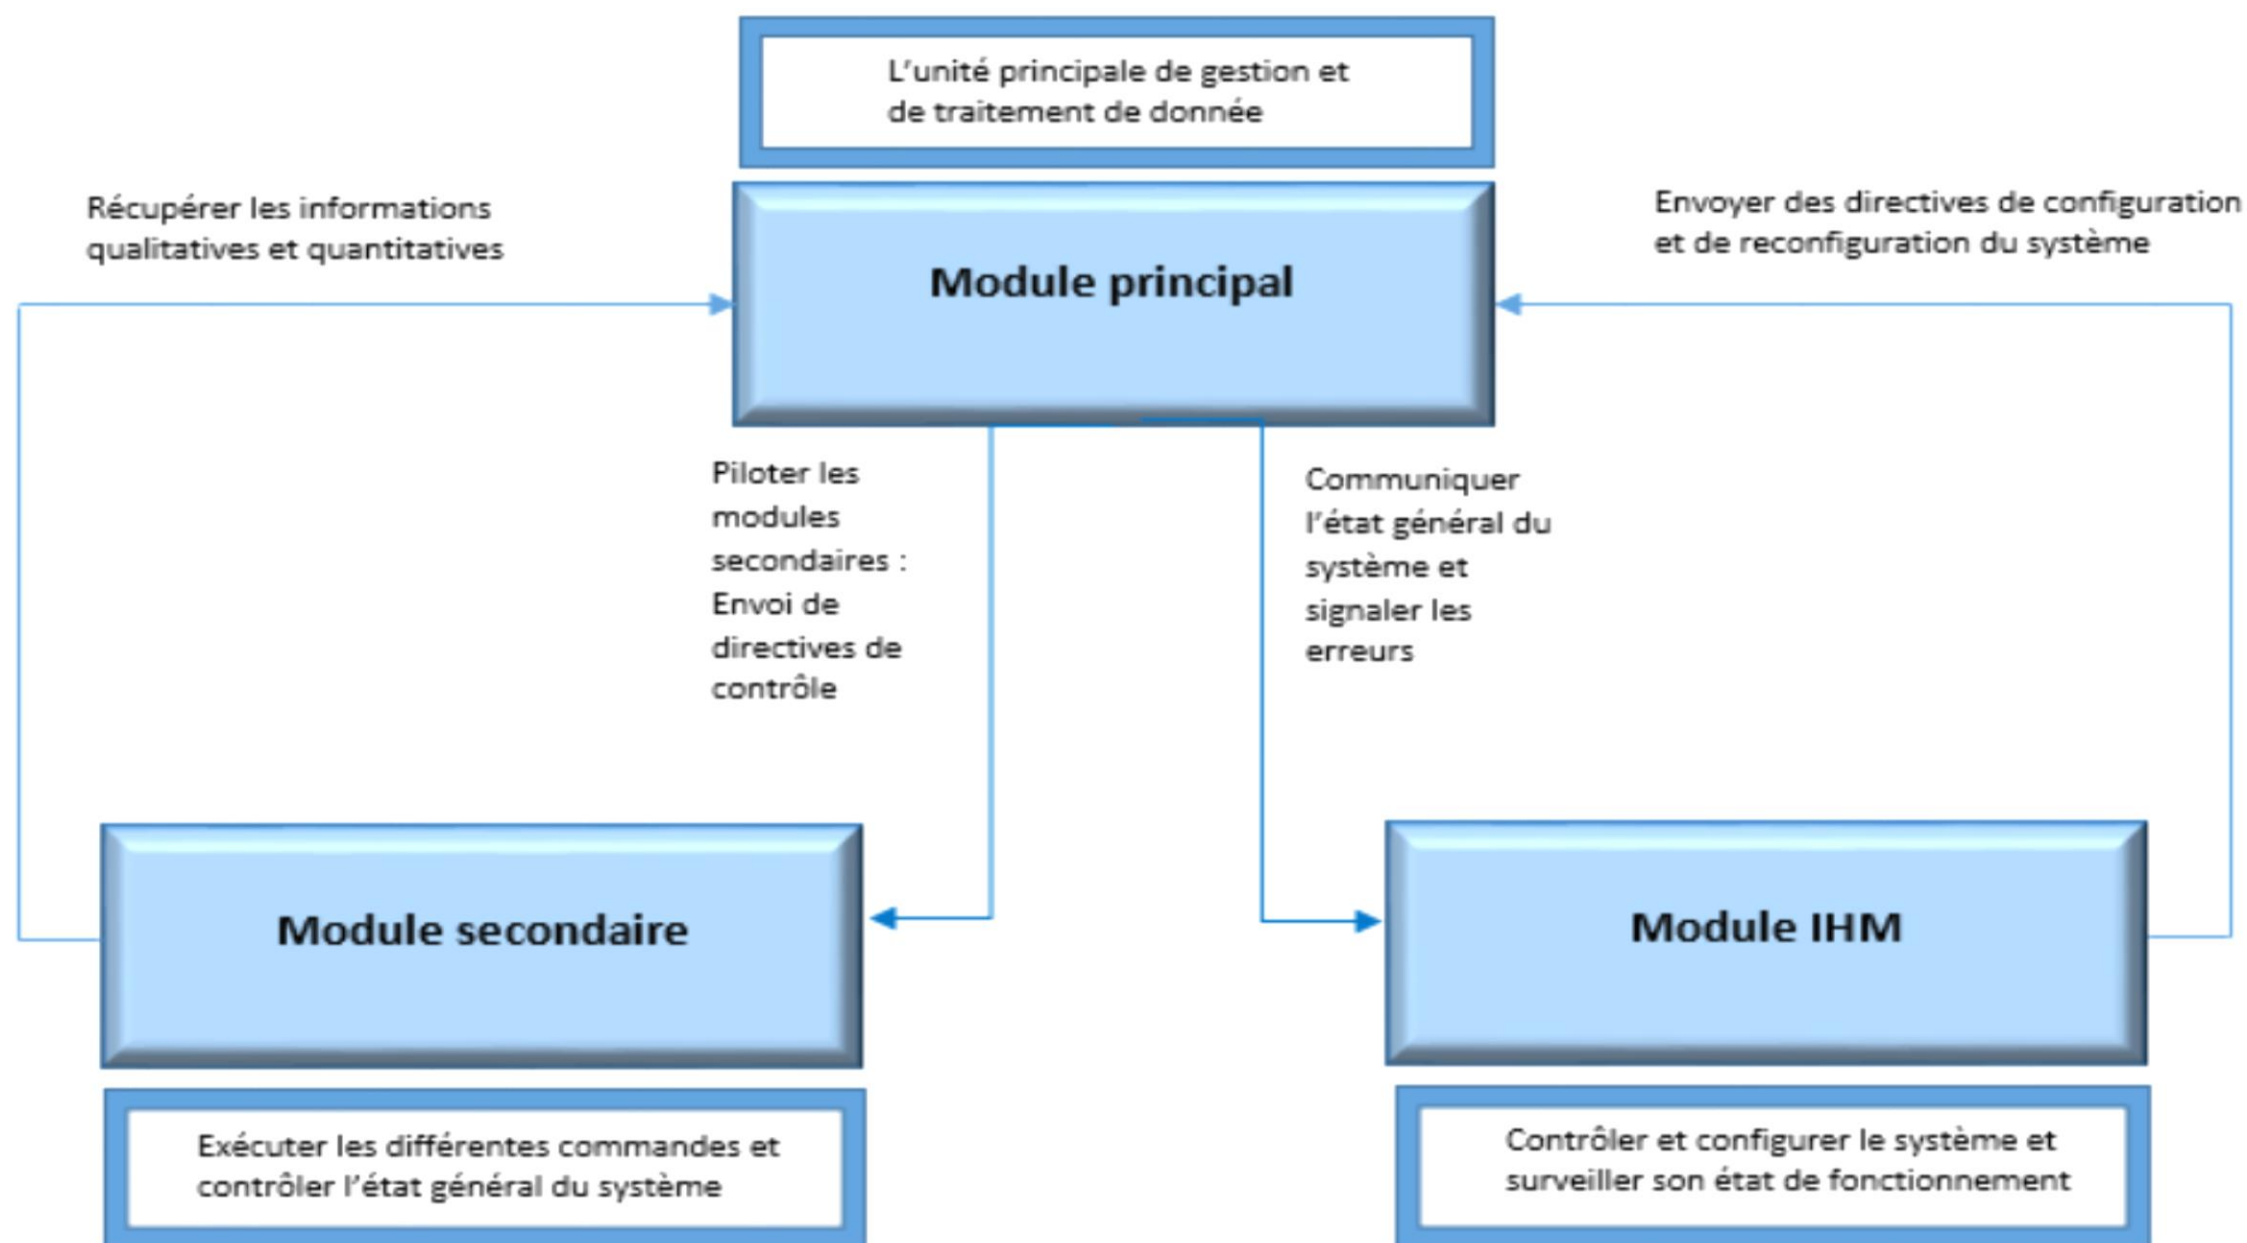 L'unité principale de gestion et
de traitement de donnée
Récupérer les informations
qualitatives et quantitatives
Module principal
Envoyer des directives de configuration
et de reconfiguration du système
Piloter les
modules
secondaires :
Envoi de
directives de
contrôle
Communiquer
l'état général du
système et
signaler les
erreurs
Module secondaire
Module IHM
Exécuter les différentes commandes et
contrôler l'état général du système
Contrôler et configurer le système et
surveiller son état de fonctionnement